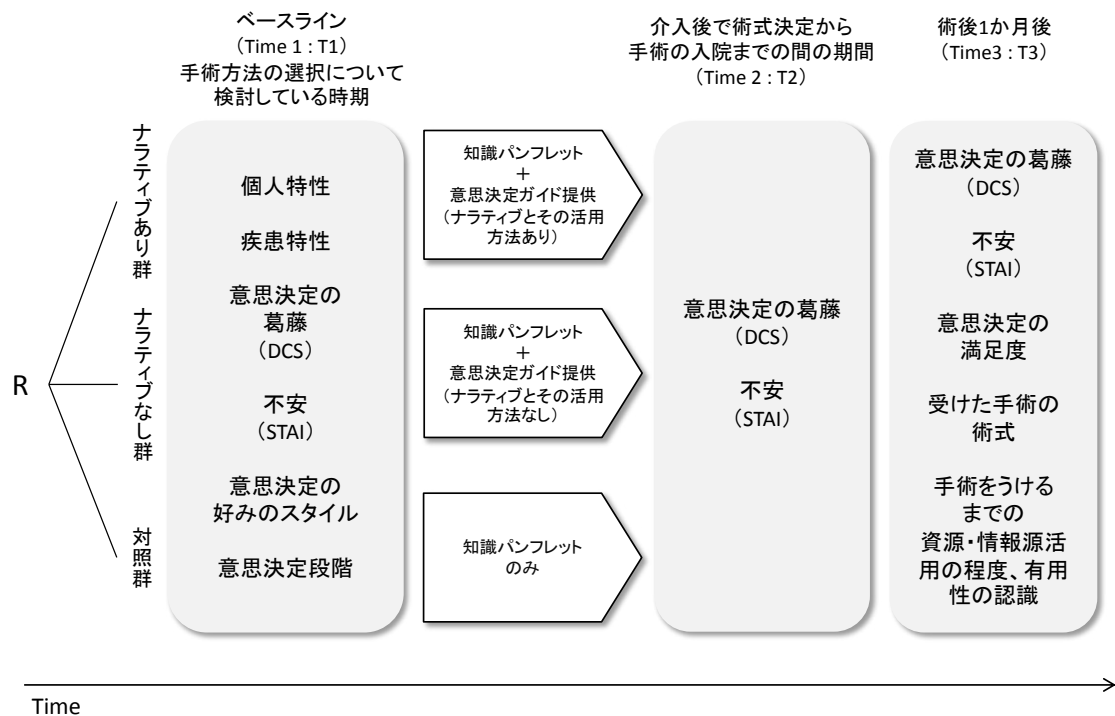 ベースライン
（Time 1 : T1）
手術方法の選択について
検討している時期
介入後で術式決定から
手術の入院までの間の期間
（Time 2 : T2）
術後1か月後
（Time3 : T3）
R
ナラティブあり群
ナラティブなし群
対照群
個人特性
疾患特性
意思決定の
葛藤
（DCS）
不安
（STAI）
意思決定の
好みのスタイル
意思決定段階
知識パンフレット
＋
意思決定ガイド提供
（ナラティブとその活用
方法あり）
知識パンフレット
＋
意思決定ガイド提供
（ナラティブとその活用
方法なし）
知識パンフレット
のみ
意思決定の葛藤
（DCS）
不安
（STAI）
意思決定の葛藤
（DCS）
不安
（STAI）
意思決定の
満足度
受けた手術の
術式
手術をうける
までの
資源・情報源活
用の程度、有用
性の認識
Time